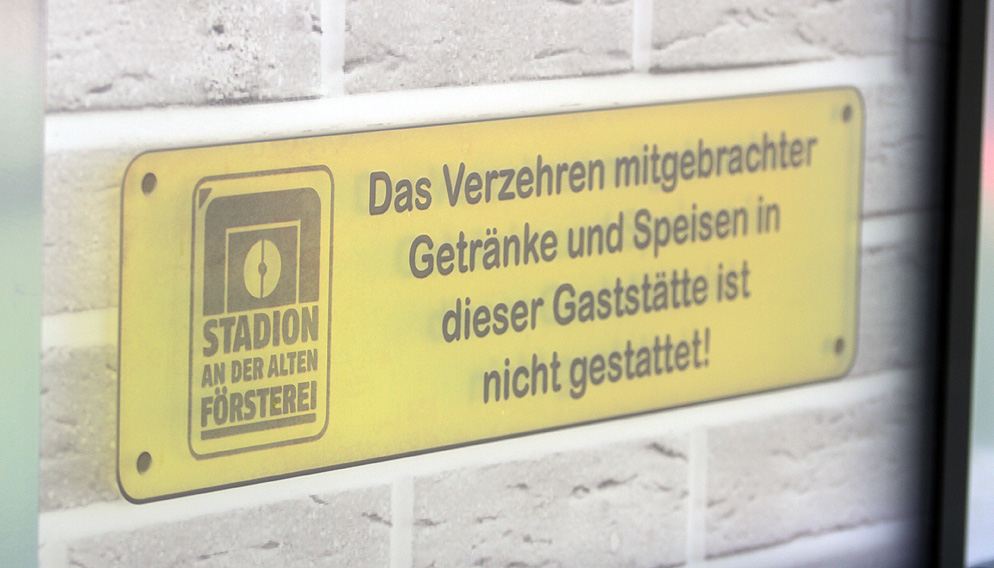 STADION
AN DER ALTEN
FÖRSTEREI
Das Verzehren mitgebrachter
Getränke und Speisen in
dieser Gaststätte ist
nicht gestattet!